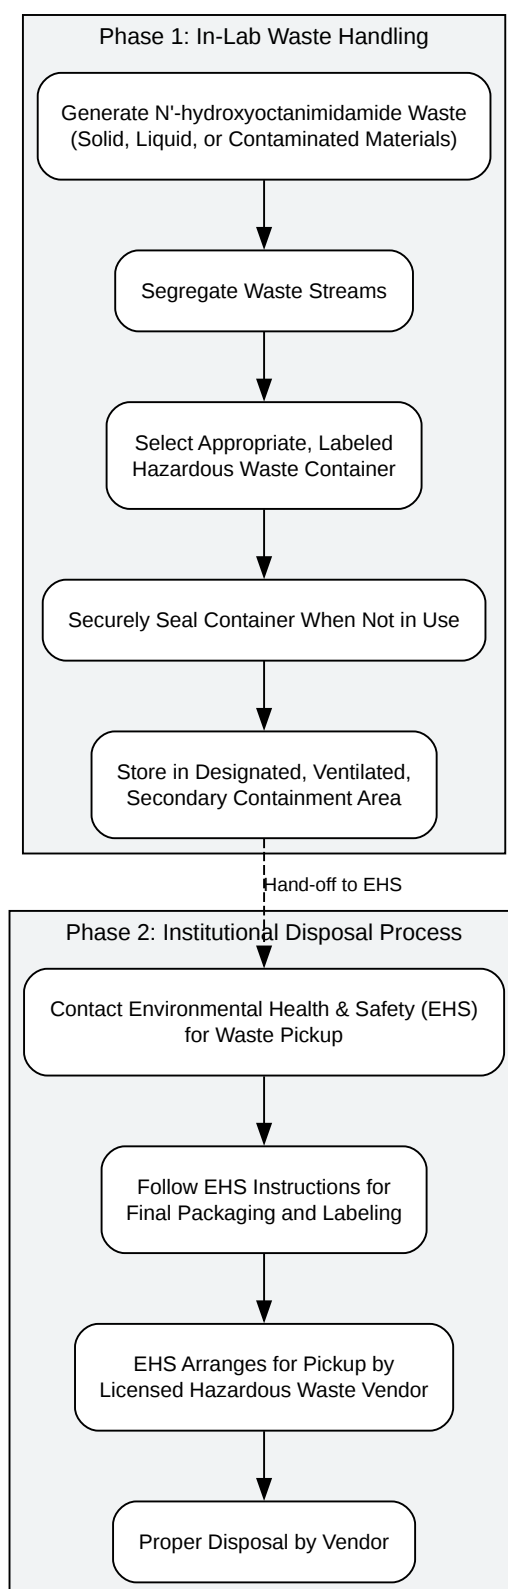 Phase 1: In-Lab Waste Handling
Generate N'-hydroxyoctanimidamide Waste
(Solid, Liquid, or Contaminated Materials)
Segregate Waste Streams
Select Appropriate, Labeled
Hazardous Waste Container
Securely Seal Container When Not in Use
Store in Designated, Ventilated,
Secondary Containment Area
Hand-off to EHS
Phase 2: Institutional Disposal Process
Contact Environmental Health & Safety (EHS)
for Waste Pickup
Follow EHS Instructions for
Final Packaging and Labeling
EHS Arranges for Pickup by
Licensed Hazardous Waste Vendor
Proper Disposal by Vendor